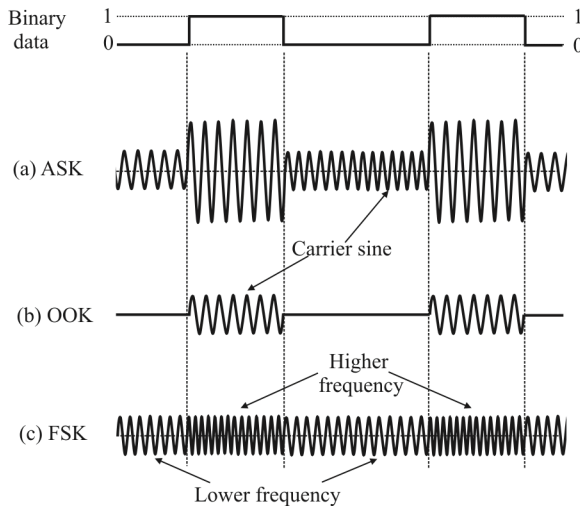 Binary
data
1
0
1
0
(a) ASK
Carrier sine
(b) OOK
Higher
frequency
(c) FSK
Lower frequency